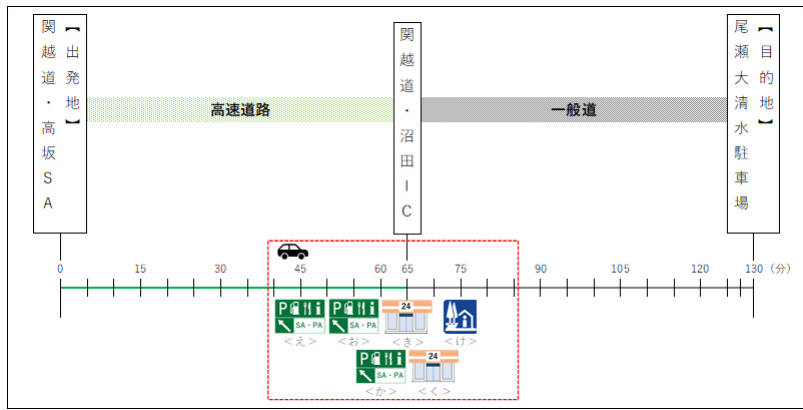 【出発地】
関越道・高坂SA
関越道・沼田IC
【目的地】
尾瀬大清水駐車場
高速道路
一般道
0 15 30 45 60 65 75 90 105 120 130 (分)
P i P i 24
SA・PA SA・PA
<え> <お> <き> <け>
P i 24
SA・PA
<か> <く>